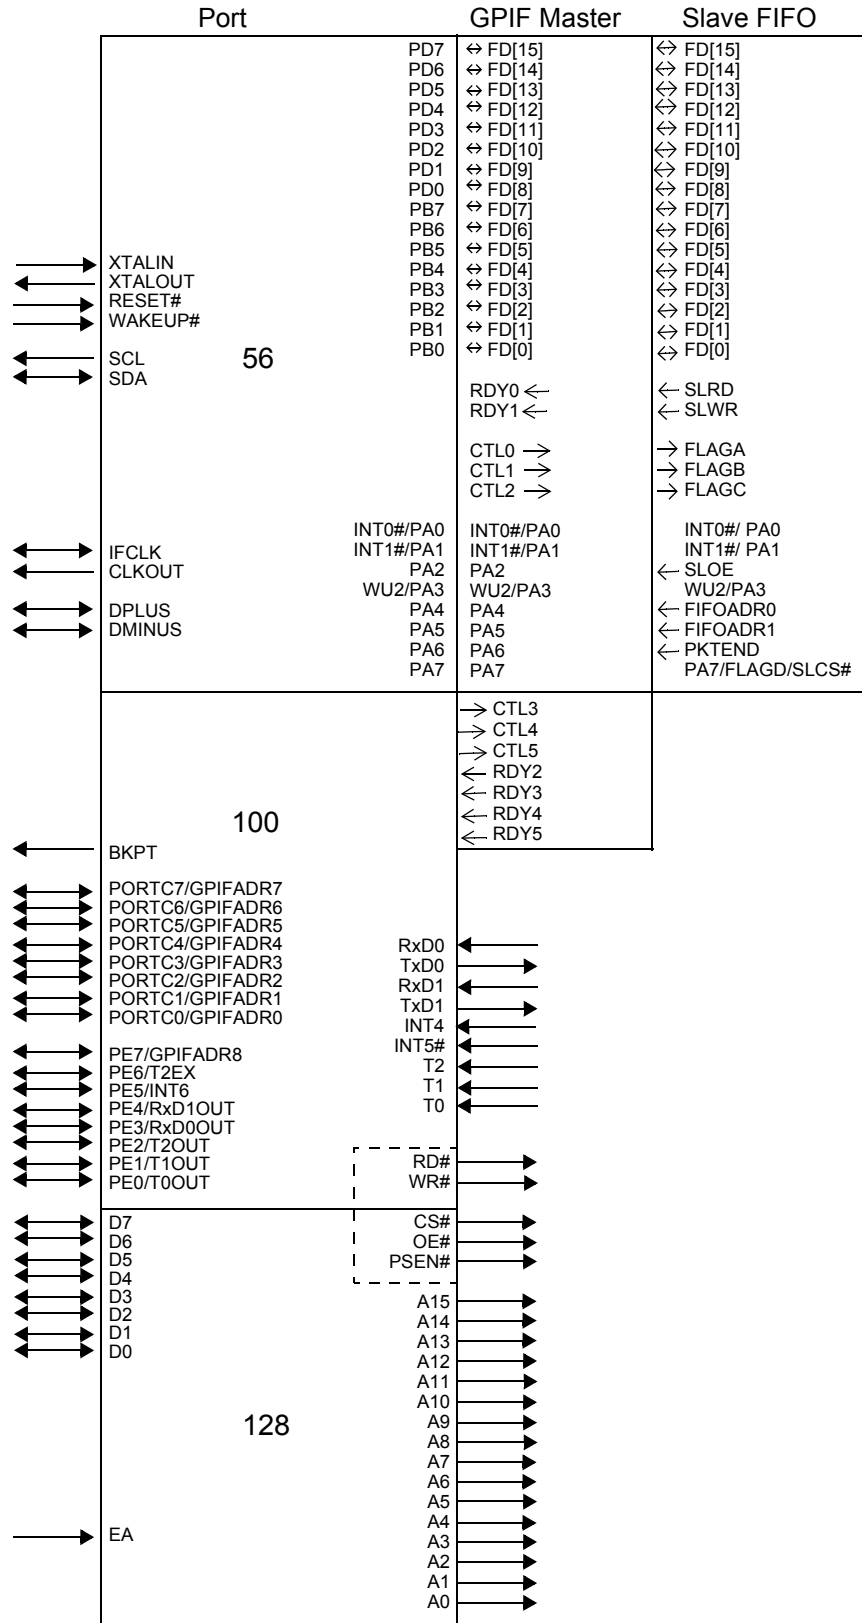 Port GPIF Master Slave FIFO
PD7 FD[15] FD[15]
PD6 FD[14] FD[14]
PD5 FD[13] FD[13]
PD4 FD[12] FD[12]
PD3 FD[11] FD[11]
PD2 FD[10] FD[10]
PD1 FD[9] FD[9]
PD0 FD[8] FD[8]
PB7 FD[7] FD[7]
PB6 FD[6] FD[6]
PB5 FD[5] FD[5]
XTALIN PB4 FD[4] FD[4]
XTALOUT PB3 FD[3] FD[3]
RESET# PB2 FD[2] FD[2]
WAKEUP# PB1 FD[1] FD[1]
SCL 56 PB0 FD[0] FD[0]
SDA
RDY0 SLRD
RDY1 SLWR
CTL0 FLAGA
CTL1 FLAGB
CTL2 FLAGC
INT0#/PA0 INT0#/PA0 INT0#/ PA0
IFCLK INT1#/PA1 INT1#/PA1 INT1#/ PA1
CLKOUT PA2 PA2 SLOE
WU2/PA3 WU2/PA3 WU2/PA3
DPLUS PA4 PA4 FIFOADR0
DMINUS PA5 PA5 FIFOADR1
PA6 PA6 PKTEND
PA7 PA7 PA7/FLAGD/SLCS#
CTL3
CTL4
CTL5
RDY2
RDY3
100 RDY4
RDY5
BKPT
PORTC7/GPIFADR7
PORTC6/GPIFADR6
PORTC5/GPIFADR5
PORTC4/GPIFADR4 RxD0
PORTC3/GPIFADR3 TxD0
PORTC2/GPIFADR2 RxD1
PORTC1/GPIFADR1 TxD1
PORTC0/GPIFADR0 INT4
INT5#
PE7/GPIFADR8 T2
PE6/T2EX
PE5/INT6 T1
PE4/RxD1OUT T0
PE3/RxD0OUT
PE2/T2OUT
PE1/T1OUT RD#
PE0/T0OUT WR#
D7 CS#
D6 OE#
D5 PSEN#
D4
D3 A15
D2 A14
D1 A13
D0 A12
A11
A10
128 A9
A8
A7
A6
A5
A4
EA A3
A2
A1
A0